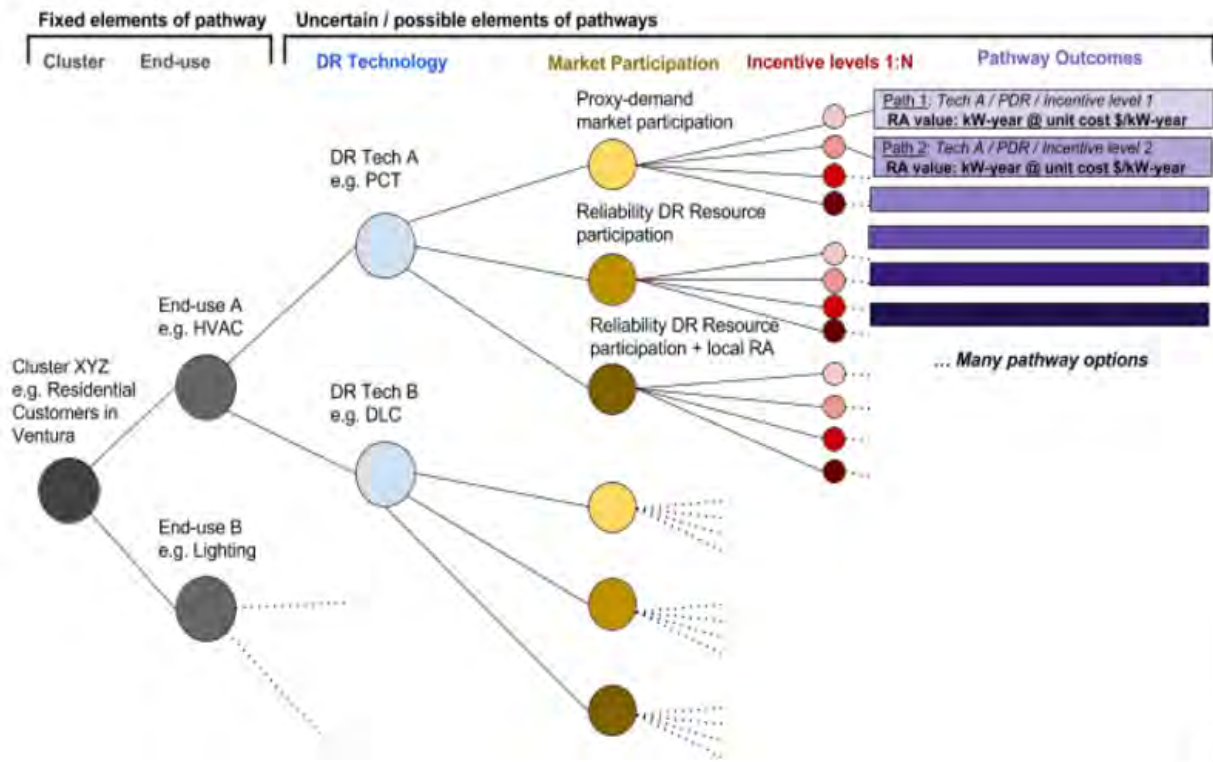 Fixed elements of pathway
Uncertain / possible elements of pathways
Cluster
End-use
DR Technology
Market Participation
Incentive levels 1:N
Pathway Outcomes
Proxy-demand
market participation
Path 1: Tech A / PDR / incentive level 1
RA value: kW-year @ unit cost $/kW-year
Path 2: Tech A / PDR / Incentive level 2
RA value: kW-year @ unit cost $/kW-year
DR Tech A
e.g. PCT
Reliability DR Resource
participation
End-use A
e.g. HVAC
Reliability DR Resource
participation + local RA
... Many pathway options
Cluster XYZ
e.g. Residential
Customers in
Ventura
DR Tech B
e.g. DLC
End-use B
e.g. Lighting